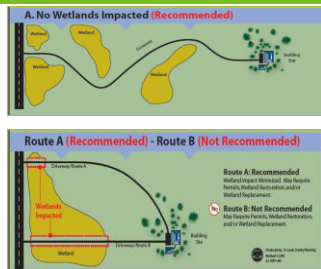 A. No Wetlands Impacted (Recommended)
Wetland
Wetland
Wetland
Driveway
Wetland
Building
Site
Route A (Recommended) - Route B (Not Recommended)
Driveway Route A
Wetlands
Impacted
Driveway Route B
Wetland
Building
Site
Route A: Recommended
Wetland Impact Minimized. May Require
Permits, Wetland Restoration, and/or
Wetland Replacement.
No
Route B: Not Recommended
May Require Permits, Wetland Restoration,
and/or Wetland Replacement.